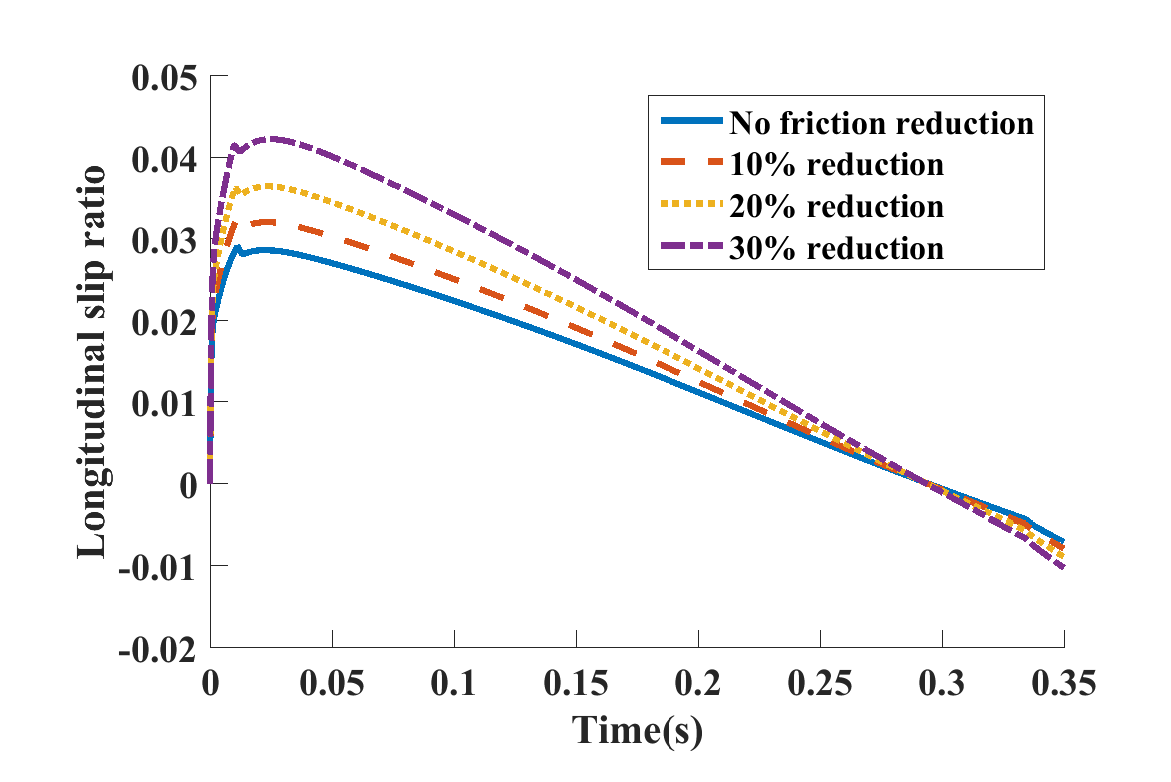 0.05
0.04
0.03
0.02
0.01
0
-0.01
-0.02
Longitudinal slip ratio
No friction reduction
10% reduction
20% reduction
30% reduction
0 0.05 0.1 0.15 0.2 0.25 0.3 0.35
Time(s)